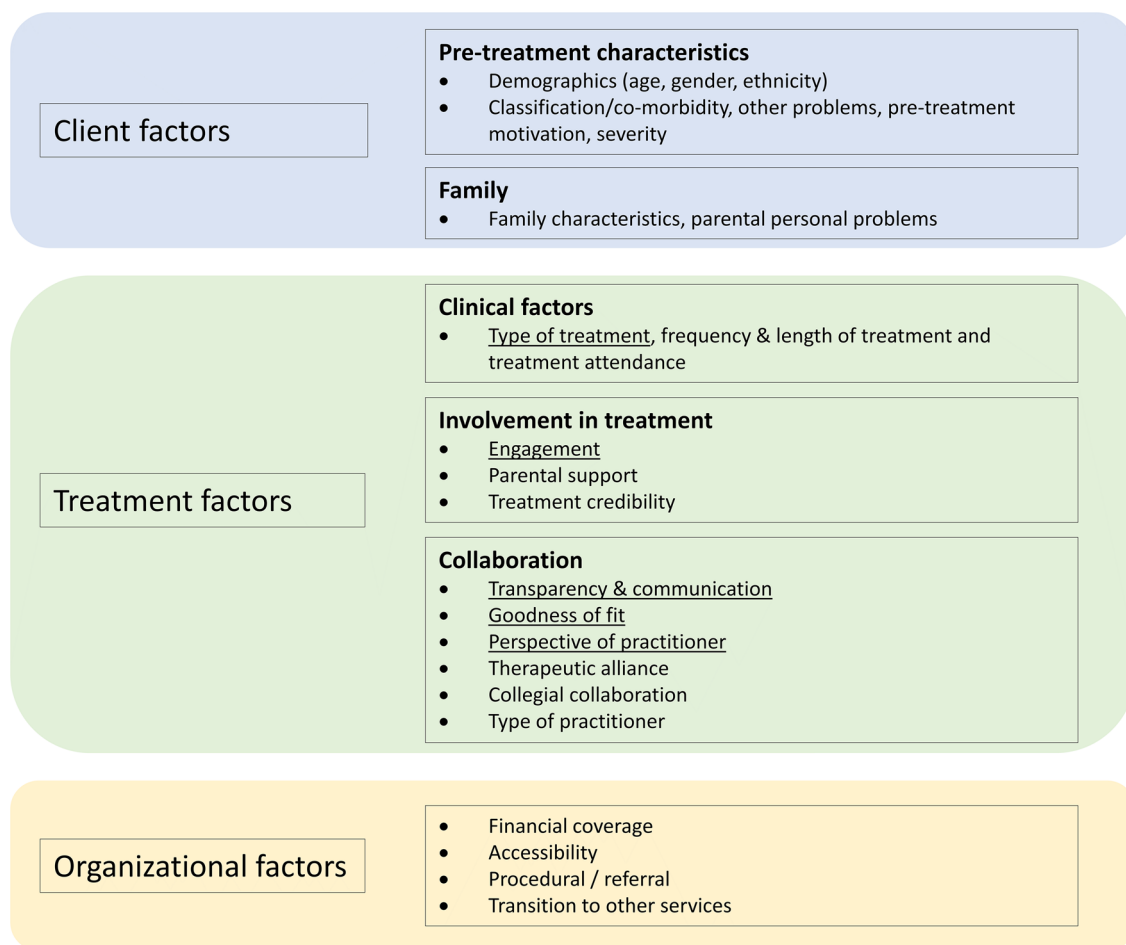 Client factors
Pre-treatment characteristics
• Demographics (age, gender, ethnicity)
• Classification/co-morbidity, other problems, pre-treatment
motivation, severity
Family
• Family characteristics, parental personal problems
Treatment factors
Clinical factors
• Type of treatment, frequency & length of treatment and
treatment attendance
Involvement in treatment
• Engagement
• Parental support
• Treatment credibility
Collaboration
• Transparency & communication
• Goodness of fit
• Perspective of practitioner
• Therapeutic alliance
• Collegial collaboration
• Type of practitioner
Organizational factors
• Financial coverage
• Accessibility
• Procedural / referral
• Transition to other services